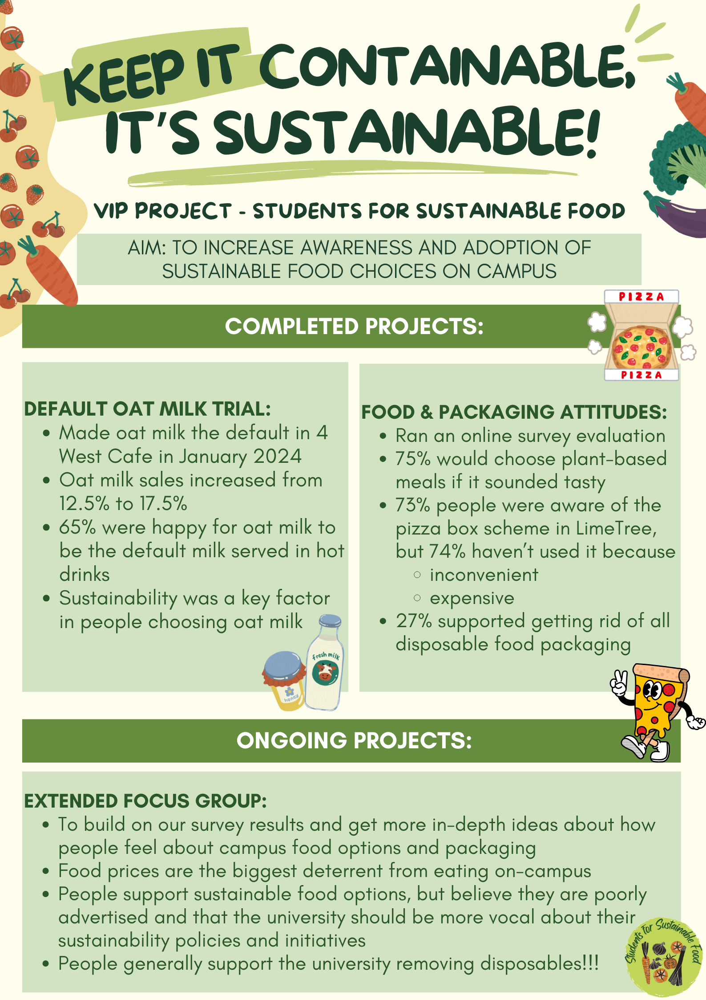 KEEP IT CONTAINABLE,
IT'S SUSTAINABLE!
VIP PROJECT - STUDENTS FOR SUSTAINABLE FOOD
AIM: TO INCREASE AWARENESS AND ADOPTION OF
SUSTAINABLE FOOD CHOICES ON CAMPUS
PIZZA
COMPLETED PROJECTS:
PIZZA
DEFAULT OAT MILK TRIAL:
• Made oat milk the default in 4
West Cafe in January 2024
• Oat milk sales increased from
12.5% to 17.5%
• 65% were happy for oat milk to
be the default milk served in hot
drinks
• Sustainability was a key factor
in people choosing oat milk
fresh milk
honey
FOOD & PACKAGING ATTITUDES:
• Ran an online survey evaluation
• 75% would choose plant-based
meals if it sounded tasty
• 73% people were aware of the
pizza box scheme in LimeTree,
but 74% haven't used it because
○ inconvenient
○ expensive
• 27% supported getting rid of all
disposable food packaging
ONGOING PROJECTS:
EXTENDED FOCUS GROUP:
• To build on our survey results and get more in-depth ideas about how
people feel about campus food options and packaging
• Food prices are the biggest deterrent from eating on-campus
• People support sustainable food options, but believe they are poorly
advertised and that the university should be more vocal about their
sustainability policies and initiatives
• People generally support the university removing disposables!!!
Students For Sustainable Food